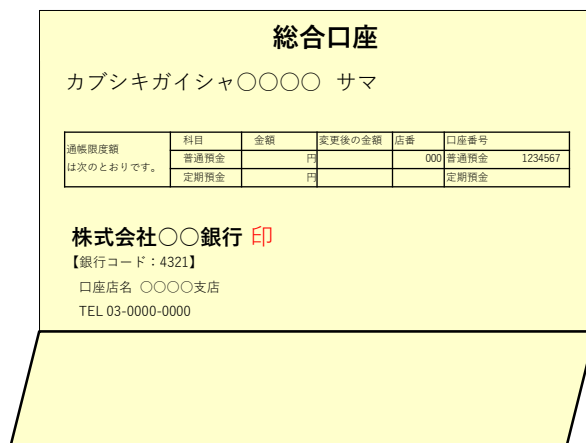 総合口座
カブシキガイシャ○○○○ サマ
通帳限度額
は次のとおりです。
科目 金額 変更後の金額 店番 口座番号
普通預金 円 000 普通預金 1234567
定期預金 円 定期預金
株式会社○○銀行 印
【銀行コード：4321】
口座店名 ○○○○支店
TEL 03-0000-0000